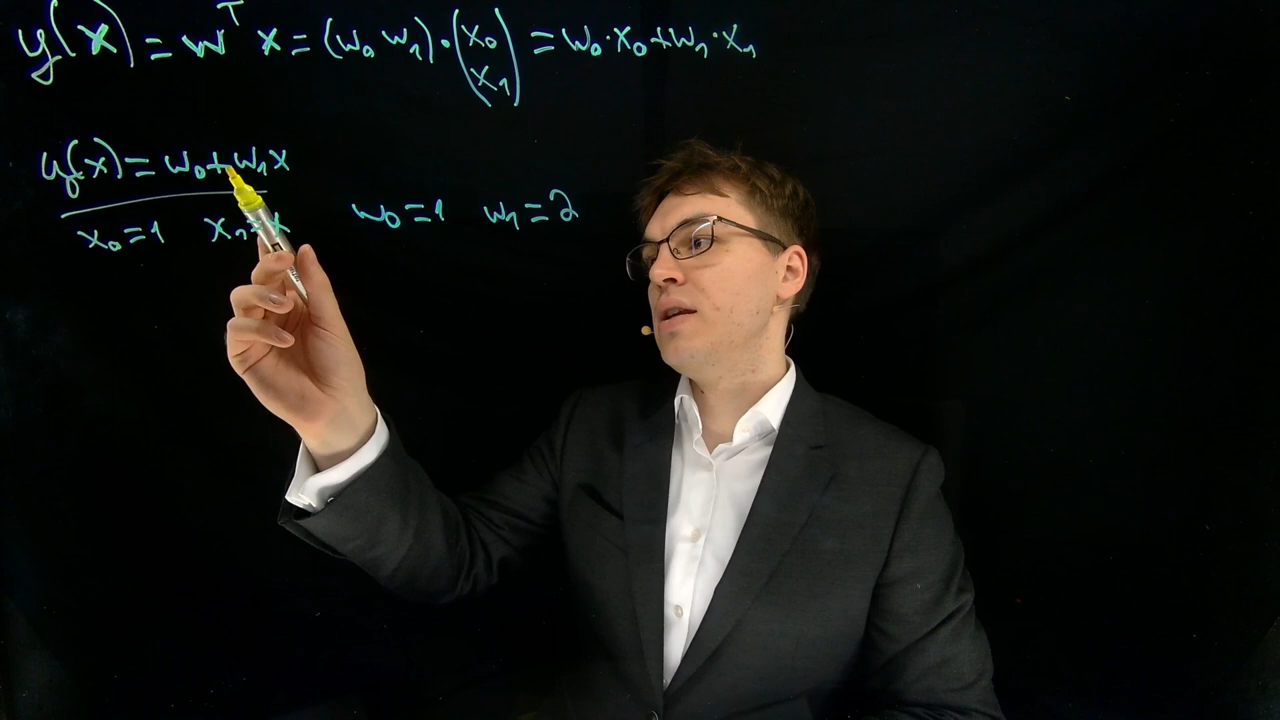 y(x) = w^T x = (w₀ w₁) · (x₀ x₁) = w₀·x₀ + w₁·x₁
y(x) = w₀ + w₁x
x₀ = 1 x₁ = x w₀ = 1 w₁ = 2